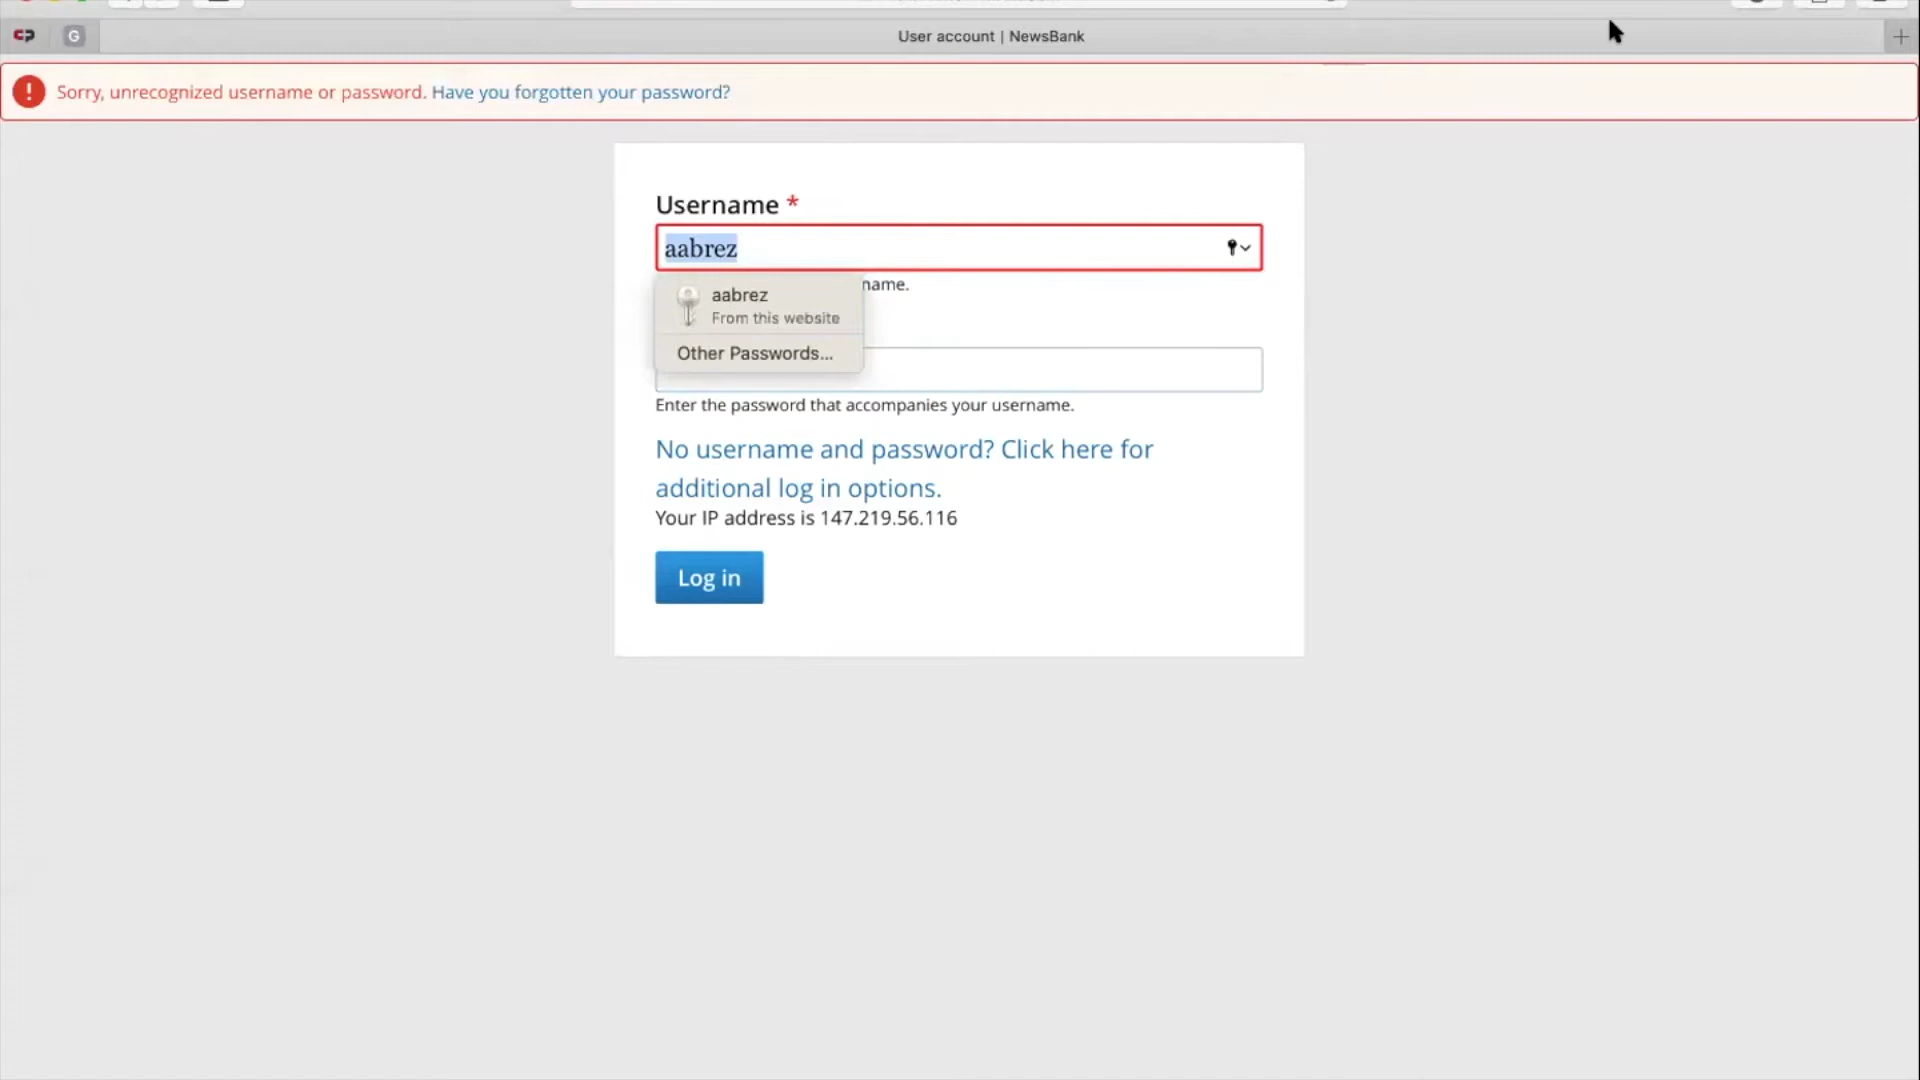 G
User account | NewsBank
Sorry, unrecognized username or password. Have you forgotten your password?
Username *
aabrez
name.
aabrez
From this website
Other Passwords...
Enter the password that accompanies your username.
No username and password? Click here for
additional log in options.
Your IP address is 147.219.56.116
Log in